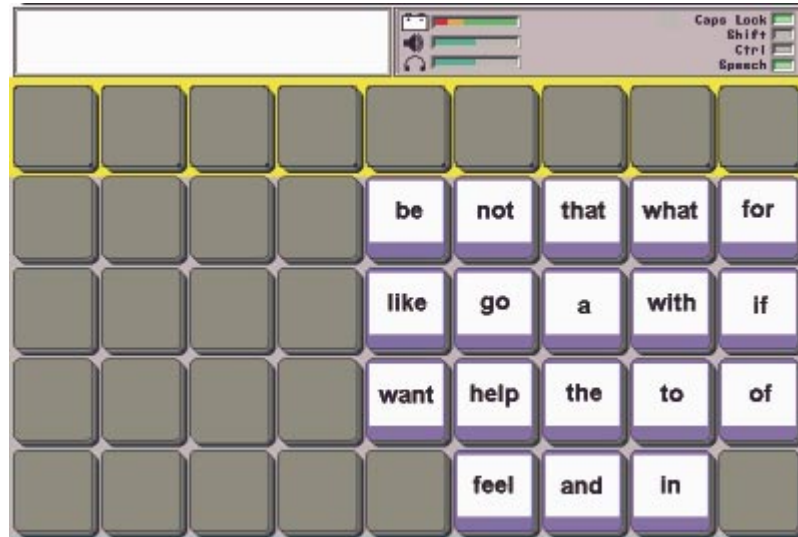 Caps Lock
Shift
Ctrl
Speech
be not that what for
like go a with if
want help the to of
feel and in